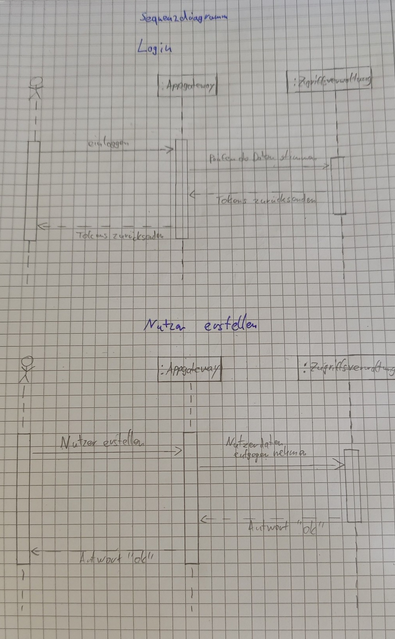 Sequenzdiagramm
Login
:Appgateway
:Zugriffsverwaltung
einloggen
Prüfen ob Daten stimmen
Tokens zurücksenden
Tokens zurücksenden
Nutzer erstellen
:Appgateway
:Zugriffsverwaltung
Nutzer erstellen
Nutzerdaten
entgegen nehmen
Antwort "ok"
Antwort "ok"